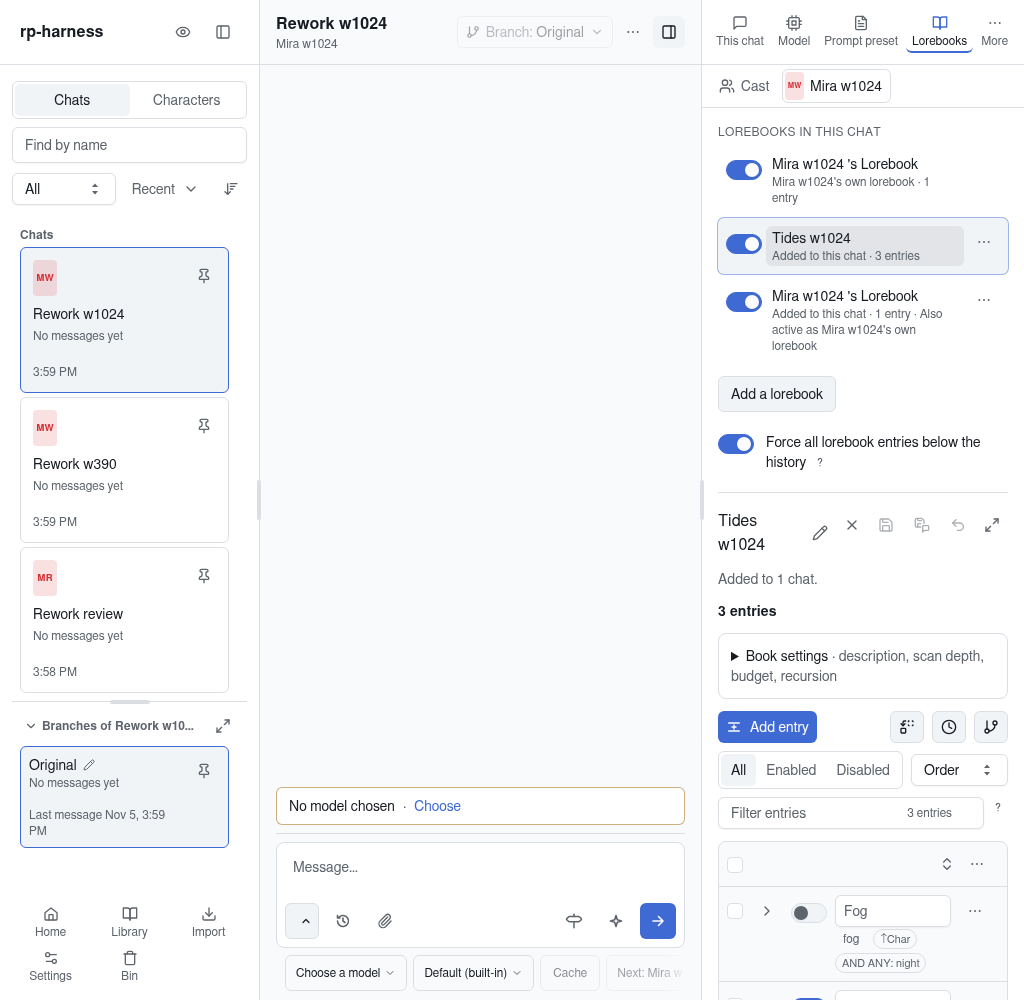 rp-harness
Chats
Characters
Find by name
All
Recent
Chats
MW
Rework w1024
No messages yet
3:59 PM
MW
Rework w390
No messages yet
3:59 PM
MR
Rework review
No messages yet
3:58 PM
Branches of Rework w10...
Original
No messages yet
Last message Nov 5, 3:59
PM
Home
Library
Import
Settings
Bin
Rework w1024
Mira w1024
Branch: Original
No model chosen · Choose
Message...
Choose a model
Default (built-in)
Cache
Next: Mira w
This chat
Model
Prompt preset
Lorebooks
More
Cast
MW
Mira w1024
LOREBOOKS IN THIS CHAT
Mira w1024 's Lorebook
Mira w1024's own lorebook · 1
entry
Tides w1024
Added to this chat · 3 entries
Mira w1024 's Lorebook
Added to this chat · 1 entry · Also
active as Mira w1024's own
lorebook
Add a lorebook
Force all lorebook entries below the
history ?
Tides
w1024
Added to 1 chat.
3 entries
Book settings · description, scan depth,
budget, recursion
Add entry
All
Enabled
Disabled
Order
Filter entries
3 entries
?
Fog
fog
↑Char
AND ANY: night